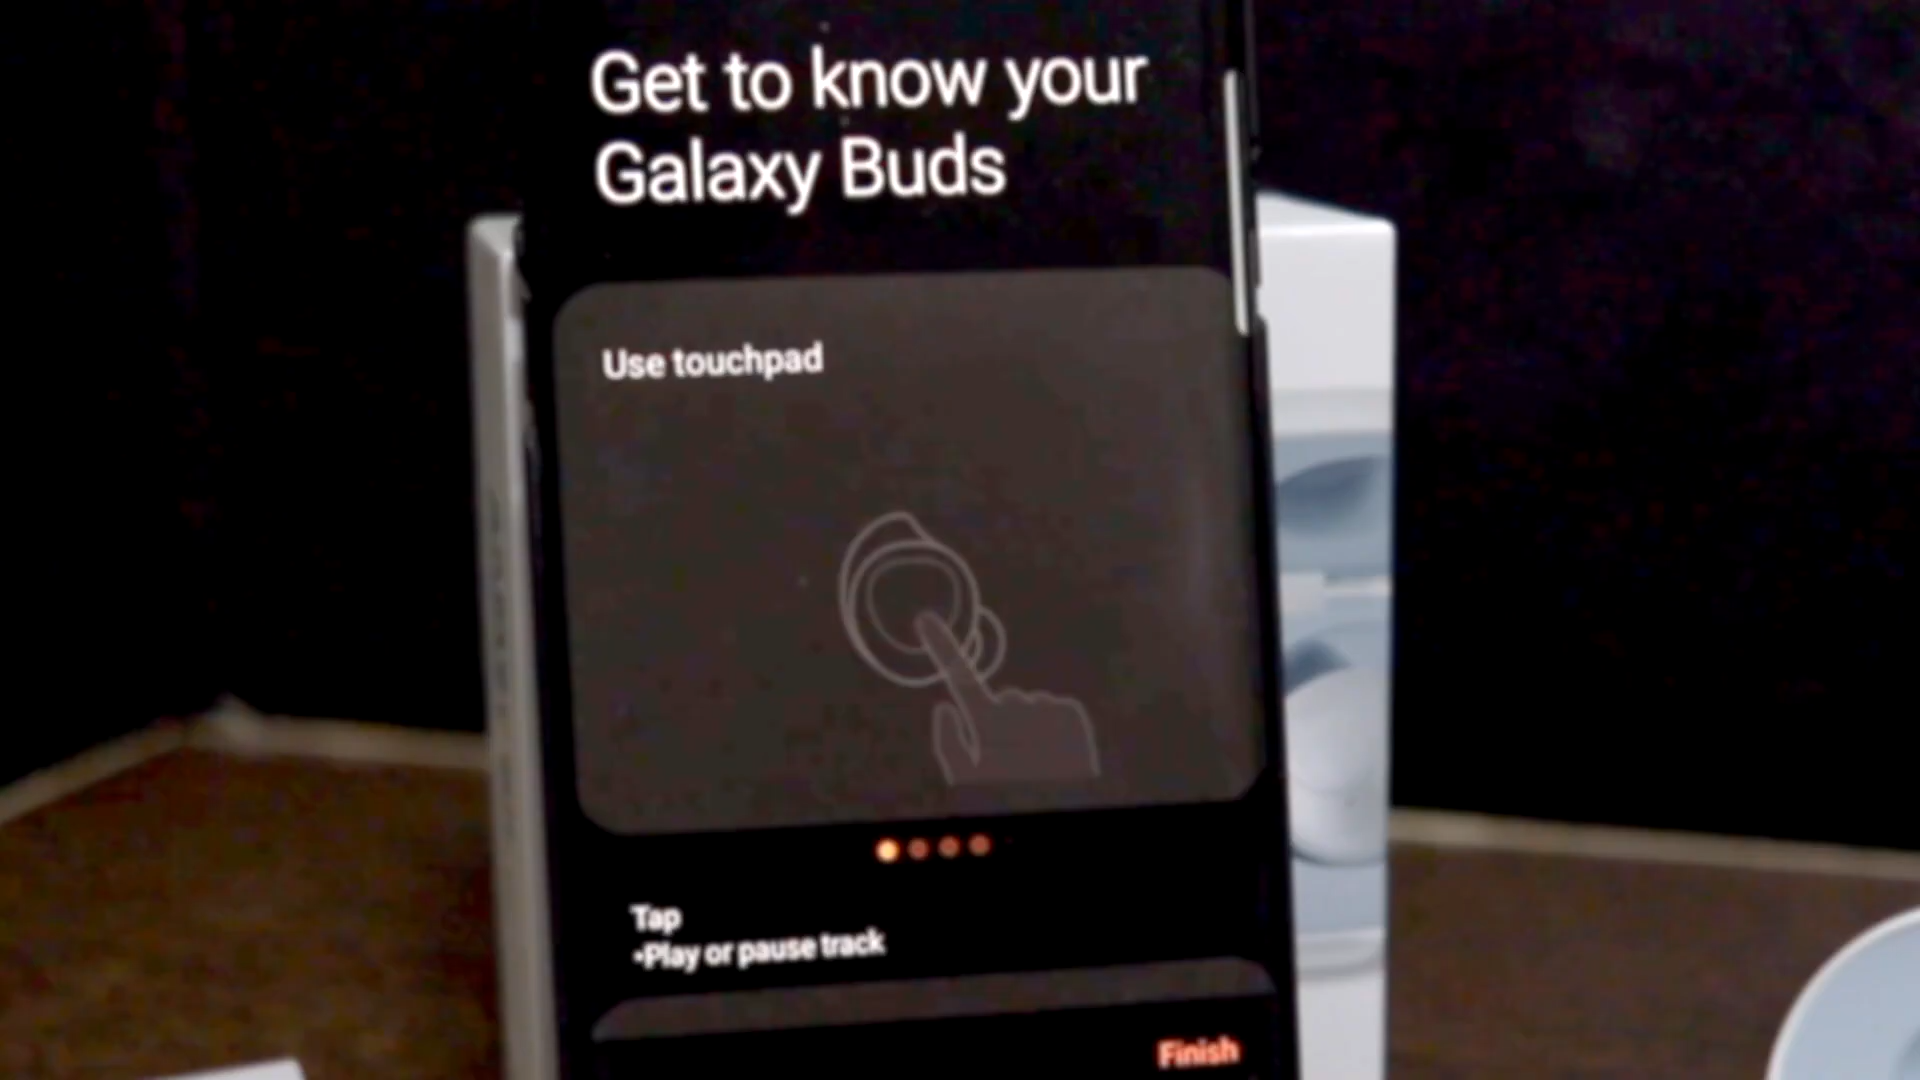 Get to know your
Galaxy Buds
Use touchpad
Tap
•Play or pause track
Finish